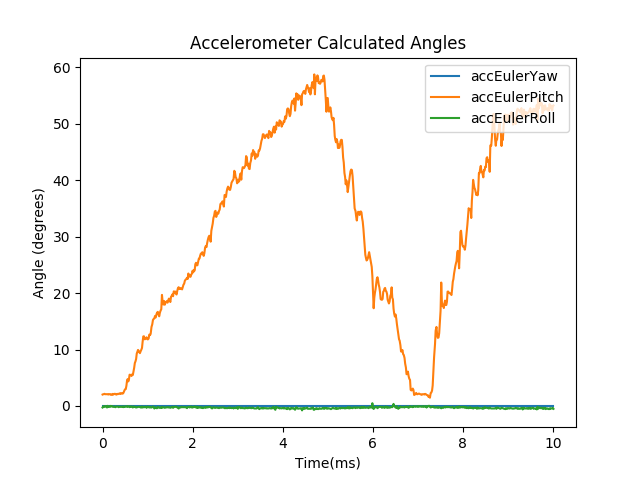 Accelerometer Calculated Angles
accEulerYaw
accEulerPitch
accEulerRoll
60
50
40
30
20
10
0
Angle (degrees)
0
2
4
6
8
10
Time(ms)